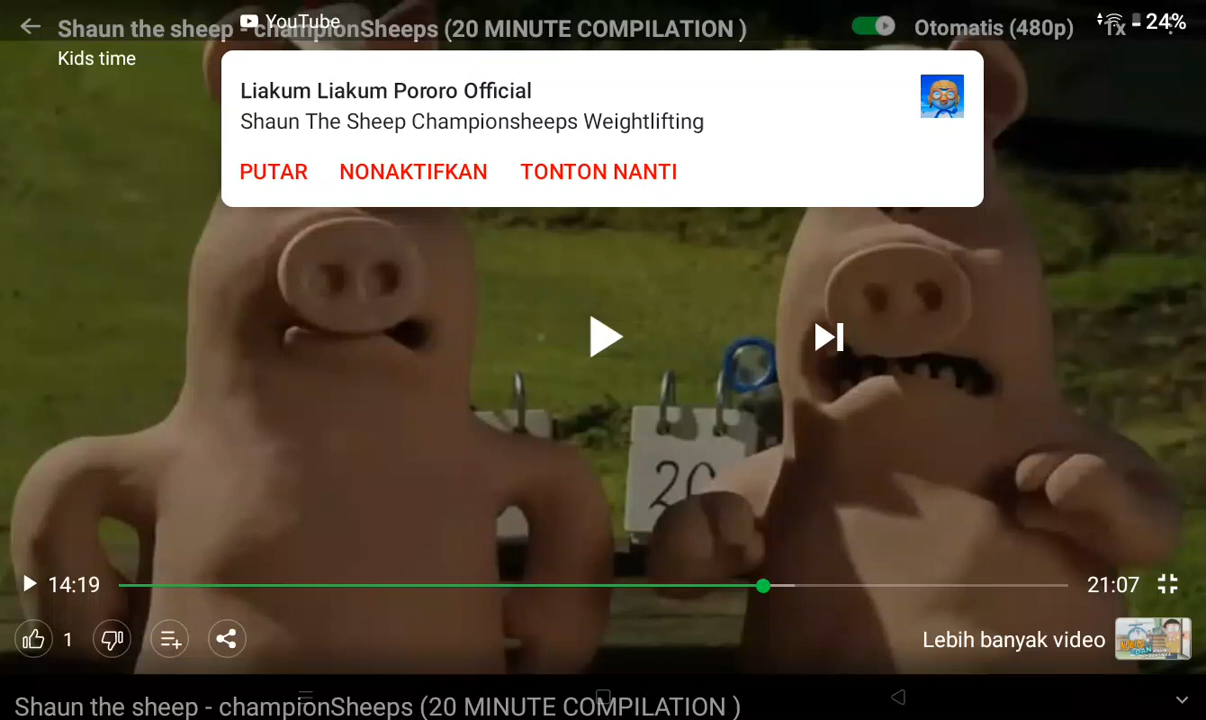 Shaun the sheep - championSheeps (20 MINUTE COMPILATION )
YouTube
Otomatis (480p)
1x
24%
Kids time
Liakum Liakum Pororo Official
Shaun The Sheep Championsheeps Weightlifting
PUTAR NONAKTIFKAN TONTON NANTI
20
14:19
21:07
1
Lebih banyak video
Shaun the sheep - championSheeps (20 MINUTE COMPILATION )